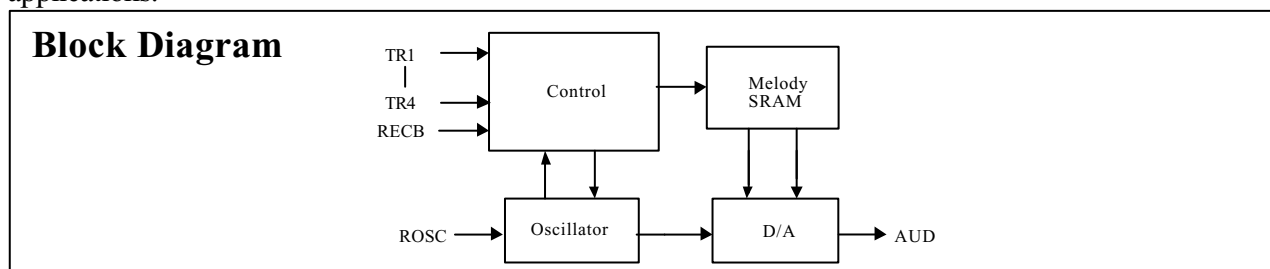 applications.
Block Diagram
TR1
TR4
RECB
Control
Melody
SRAM
ROSC
Oscillator
D/A
AUD